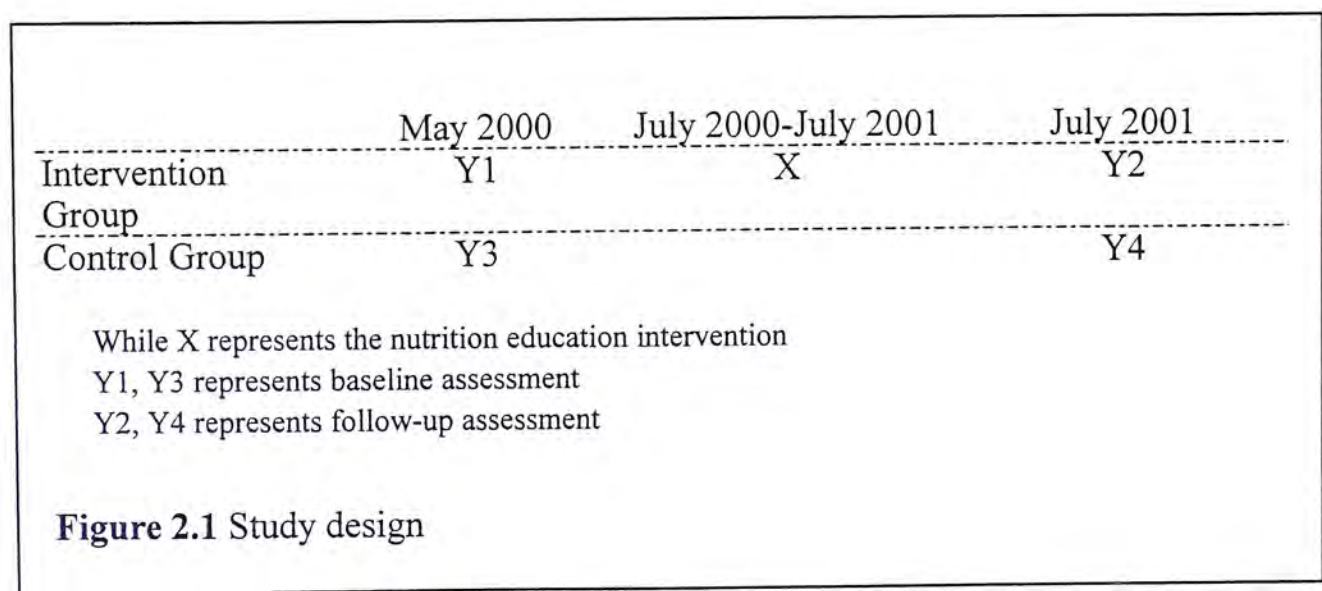 May 2000 July 2000-July 2001 July 2001
Intervention Y1 X Y2
Group
Control Group Y3 Y4
While X represents the nutrition education intervention
Y1, Y3 represents baseline assessment
Y2, Y4 represents follow-up assessment
Figure 2.1 Study design